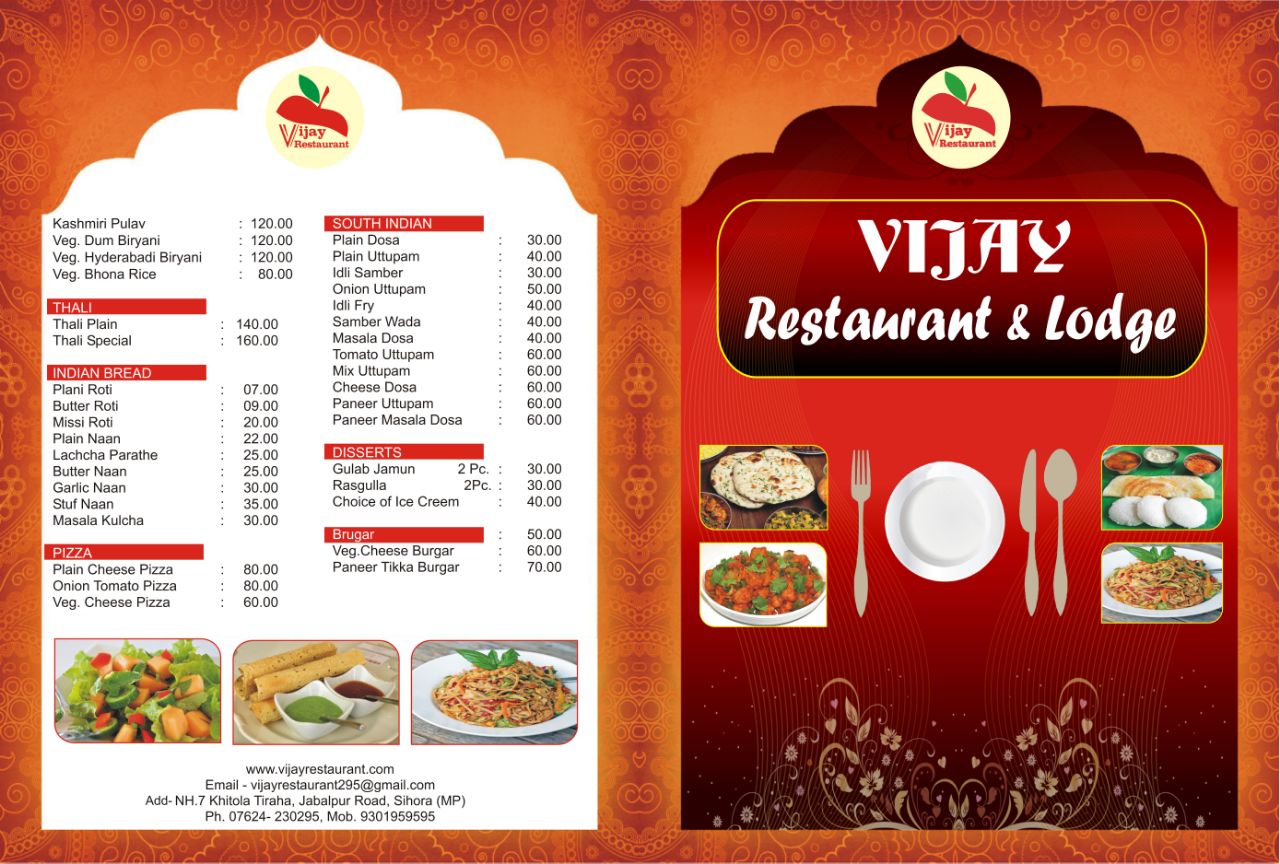 Vijay
Restaurant
Kashmiri Pulav : 120.00
Veg. Dum Biryani : 120.00
Veg. Hyderabadi Biryani : 120.00
Veg. Bhona Rice : 80.00
THALI
Thali Plain : 140.00
Thali Special : 160.00
INDIAN BREAD
Plani Roti : 07.00
Butter Roti : 09.00
Missi Roti : 20.00
Plain Naan : 22.00
Lachcha Parathe : 25.00
Butter Naan : 25.00
Garlic Naan : 30.00
Stuf Naan : 35.00
Masala Kulcha : 30.00
PIZZA
Plain Cheese Pizza : 80.00
Onion Tomato Pizza : 80.00
Veg. Cheese Pizza : 60.00
SOUTH INDIAN
Plain Dosa : 30.00
Plain Uttupam : 40.00
Idli Samber : 30.00
Onion Uttupam : 50.00
Idli Fry : 40.00
Samber Wada : 40.00
Masala Dosa : 40.00
Tomato Uttupam : 60.00
Mix Uttupam : 60.00
Cheese Dosa : 60.00
Paneer Uttupam : 60.00
Paneer Masala Dosa : 60.00
DISSERTS
Gulab Jamun 2 Pc. : 30.00
Rasgulla 2Pc. : 30.00
Choice of Ice Creem : 40.00
Brugar : 50.00
Veg.Cheese Burgar : 60.00
Paneer Tikka Burgar : 70.00
www.vijayrestaurant.com
Email - vijayrestaurant295@gmail.com
Add- NH.7 Khitola Tiraha, Jabalpur Road, Sihora (MP)
Ph. 07624- 230295, Mob. 9301959595
Vijay
Restaurant
VIJAY
Restaurant & Lodge